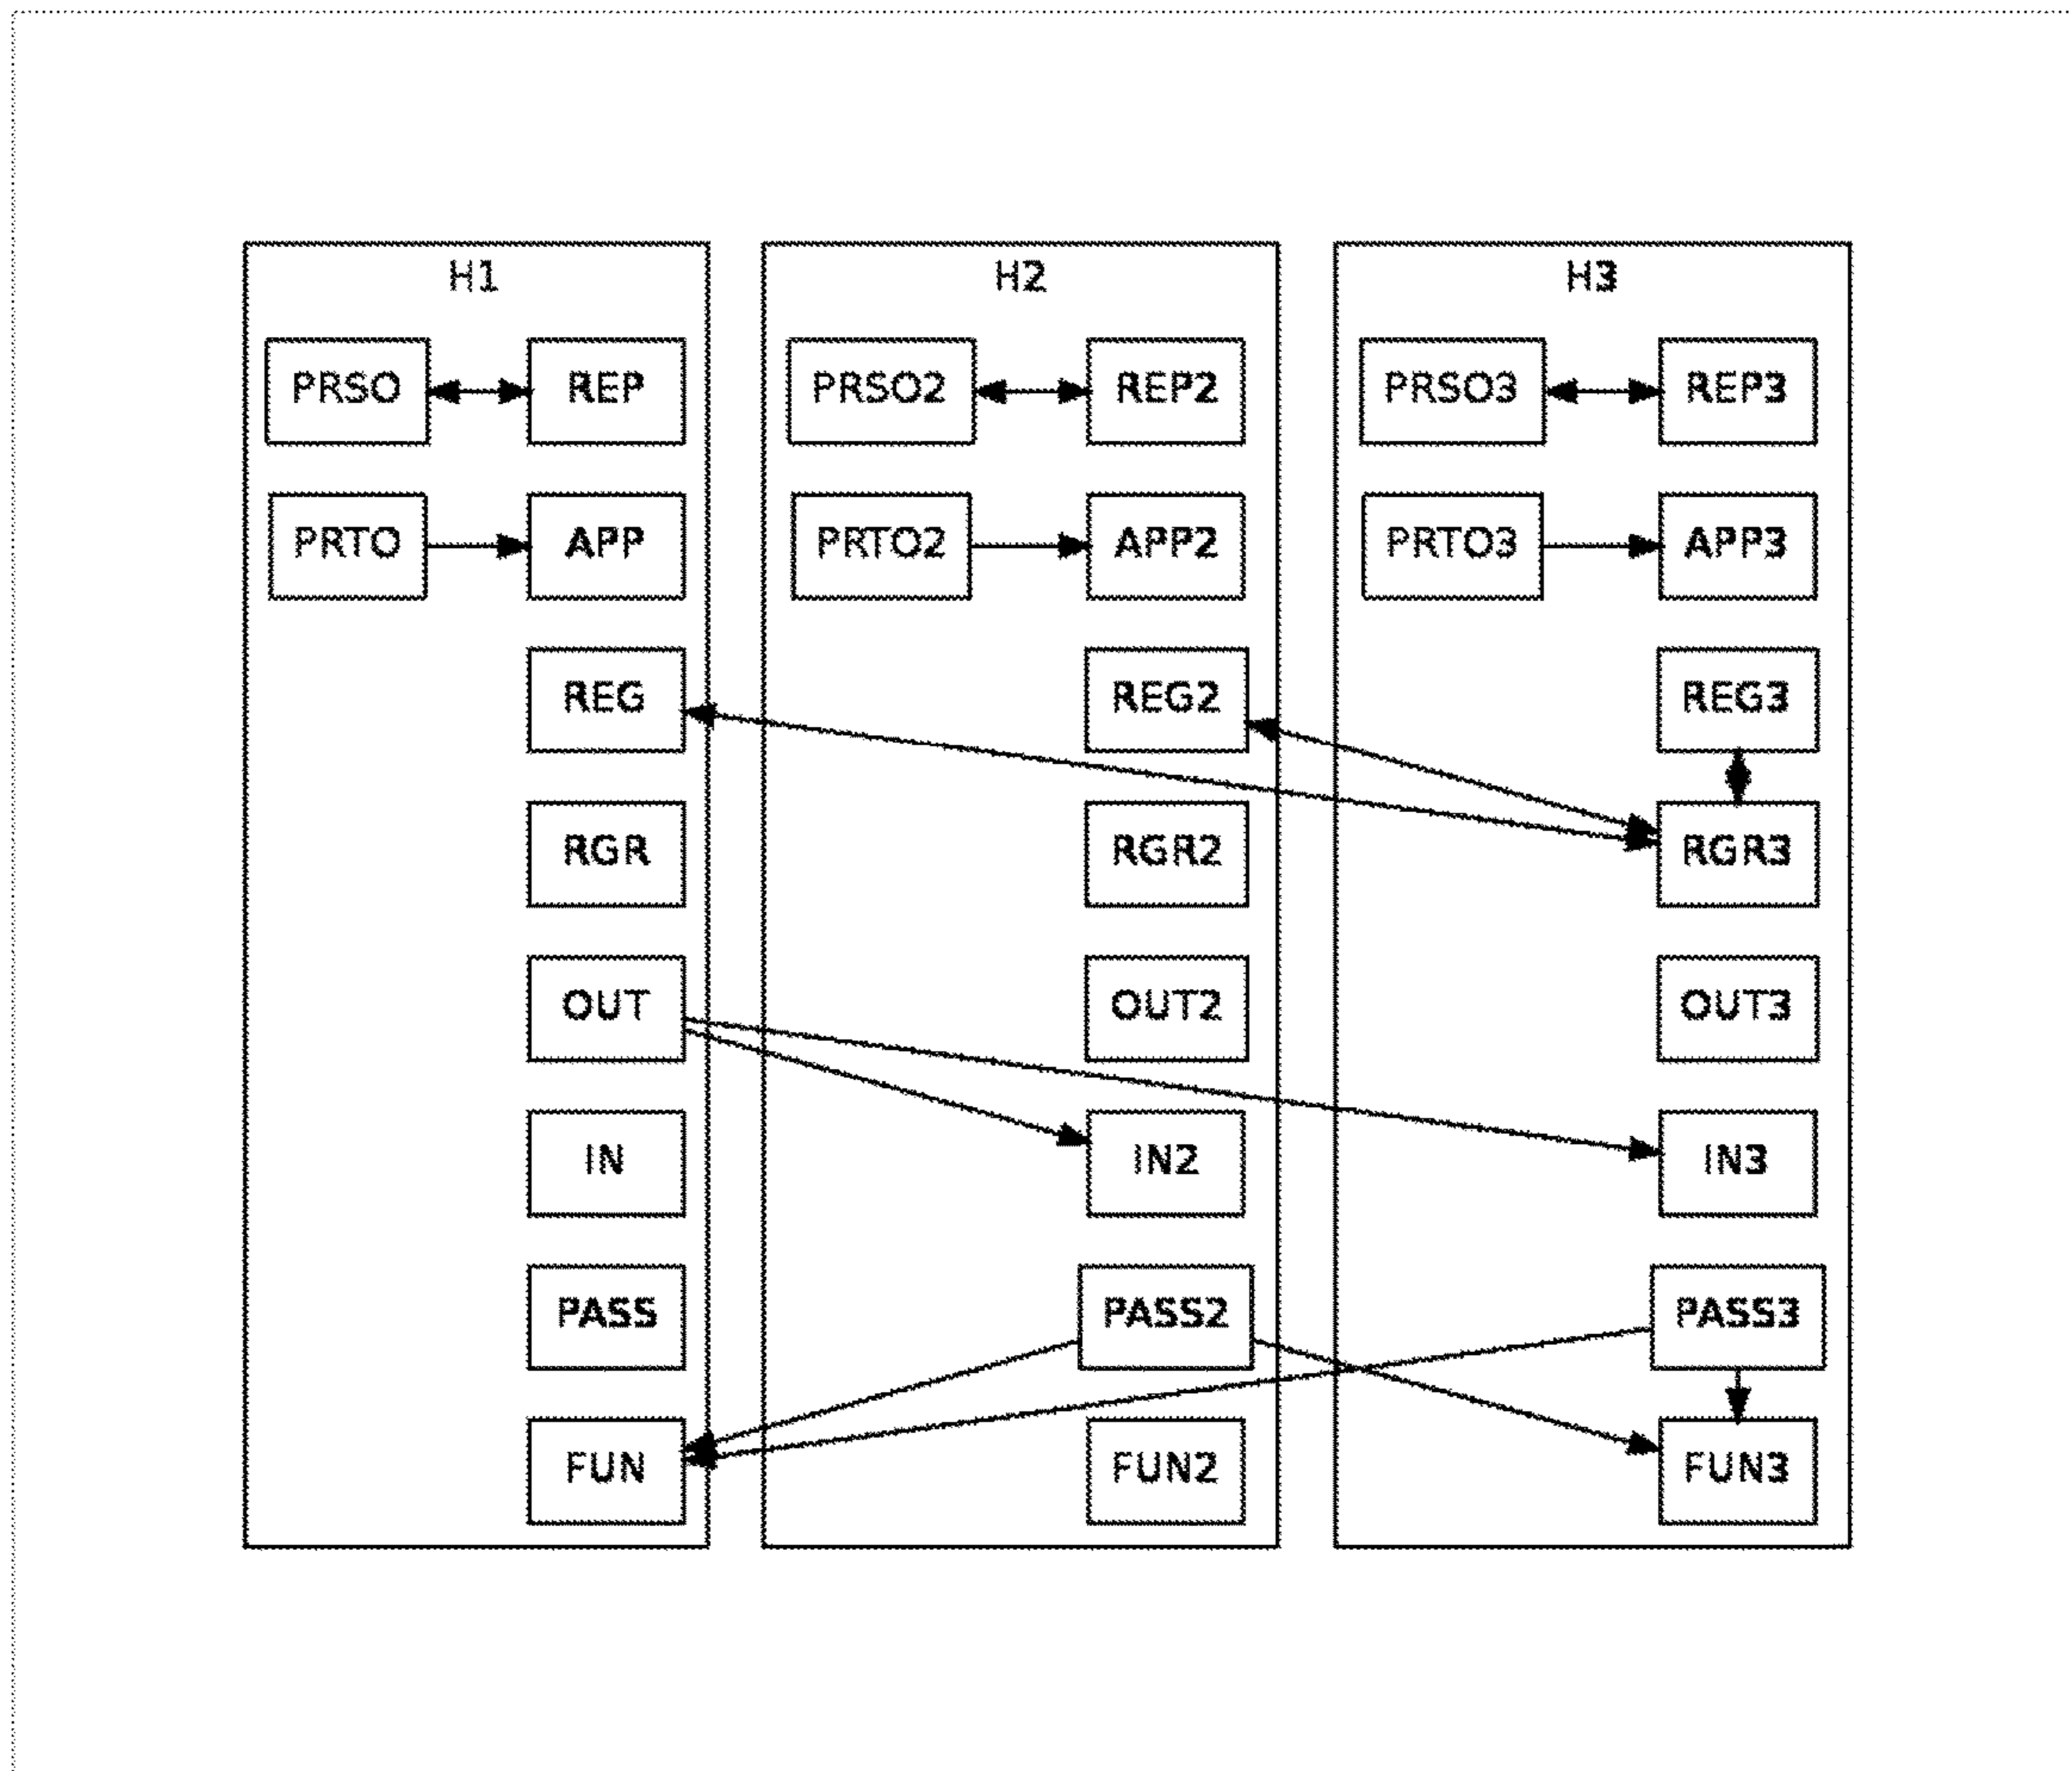 H1
PRSO
REP
PRTO
APP
REG
RGR
OUT
IN
PASS
FUN
H2
PRSO2
REP2
PRTO2
APP2
REG2
RGR2
OUT2
IN2
PASS2
FUN2
H3
PRSO3
REP3
PRTO3
APP3
REG3
RGR3
OUT3
IN3
PASS3
FUN3